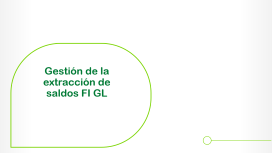 Gestión de la
extracción de
saldos FI GL